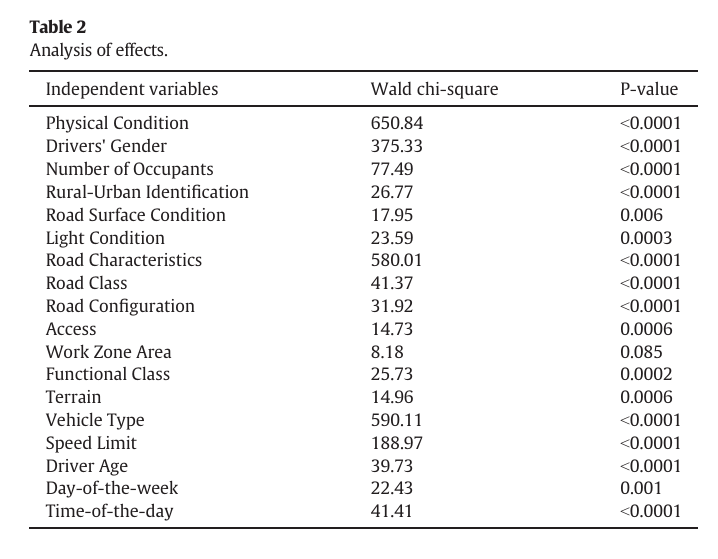 Table 2
Analysis of effects.
Independent variables Wald chi-square P-value
Physical Condition 650.84 <0.0001
Drivers' Gender 375.33 <0.0001
Number of Occupants 77.49 <0.0001
Rural-Urban Identification 26.77 <0.0001
Road Surface Condition 17.95 0.006
Light Condition 23.59 0.0003
Road Characteristics 580.01 <0.0001
Road Class 41.37 <0.0001
Road Configuration 31.92 <0.0001
Access 14.73 0.0006
Work Zone Area 8.18 0.085
Functional Class 25.73 0.0002
Terrain 14.96 0.0006
Vehicle Type 590.11 <0.0001
Speed Limit 188.97 <0.0001
Driver Age 39.73 <0.0001
Day-of-the-week 22.43 0.001
Time-of-the-day 41.41 <0.0001